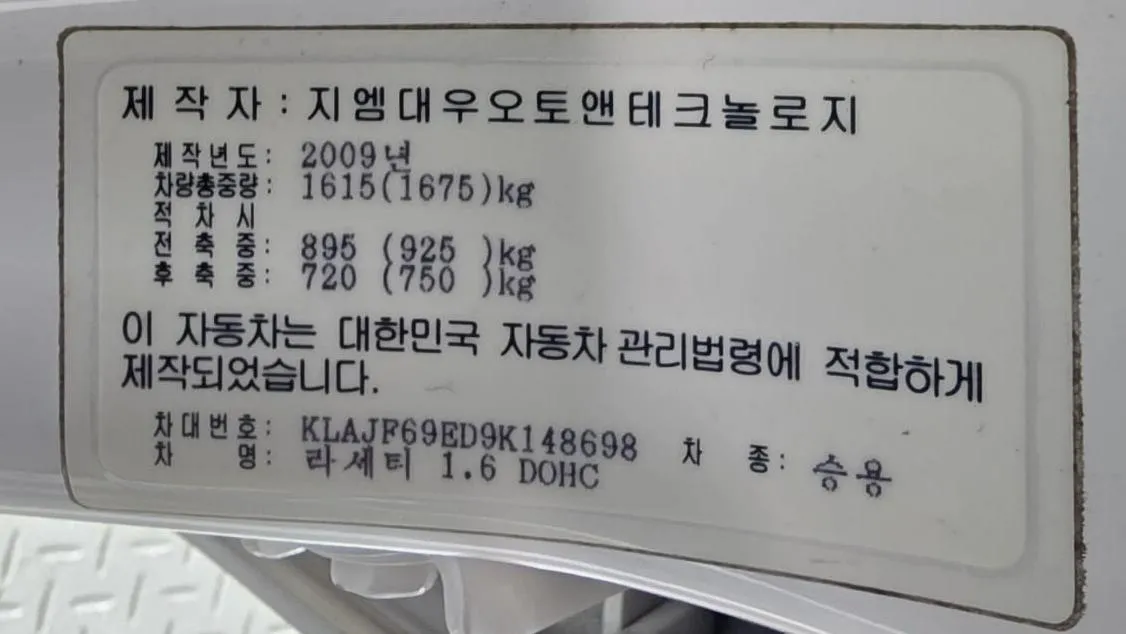 제 작 자 : 지엠대우오토앤테크놀로지
제작년도: 2009년
차량총중량: 1615(1675)kg
적 차 시
전 축 중: 895 (925 )kg
후 축 중: 720 (750 )kg
이 자동차는 대한민국 자동차관리법령에 적합하게
제작되었습니다.
차대번호: KLAJF69ED9K148698 차 종: 승용
차 명: 라세티 1.6 DOHC